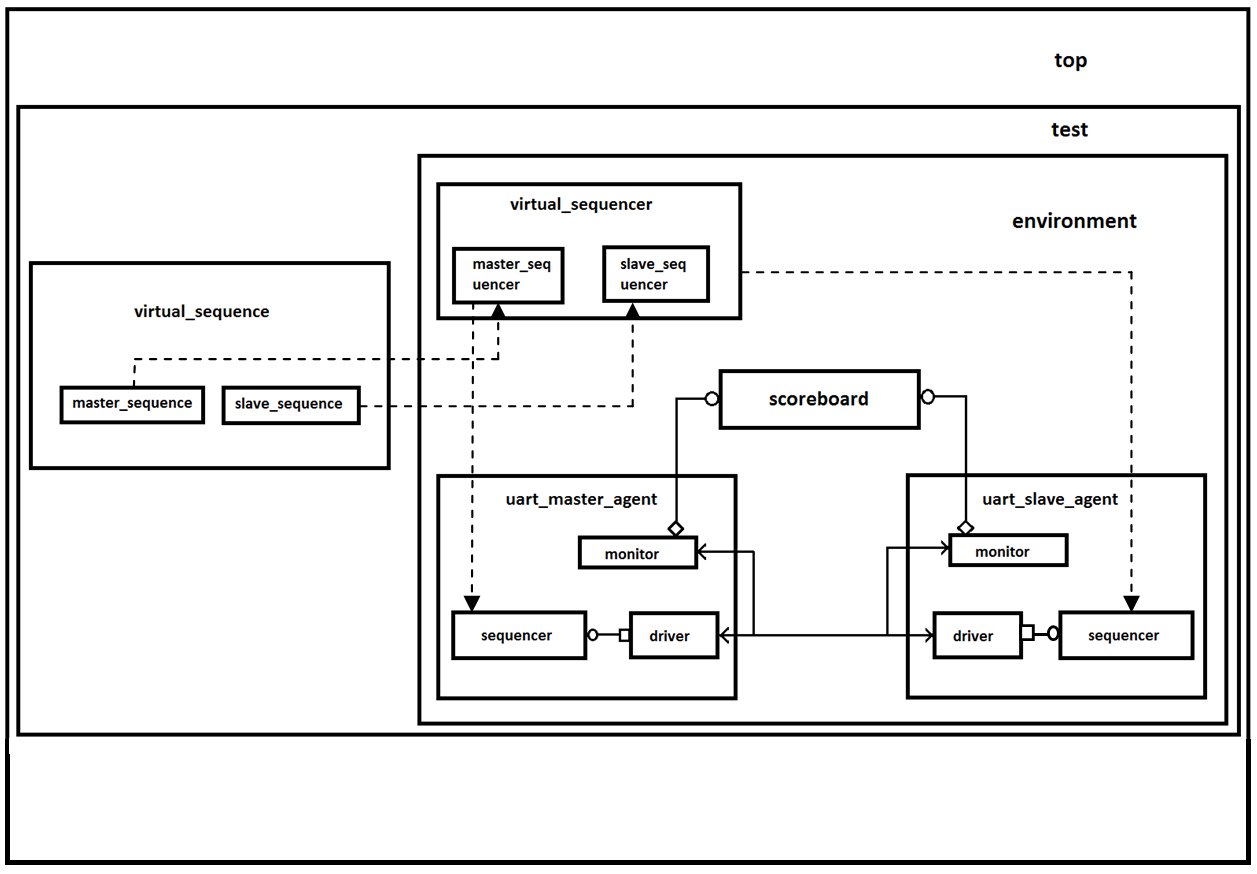 top
test
environment
virtual_sequencer
master_seq
uencer
slave_seq
uencer
virtual_sequence
master_sequence
slave_sequence
scoreboard
uart_master_agent
monitor
sequencer
driver
uart_slave_agent
monitor
driver
sequencer